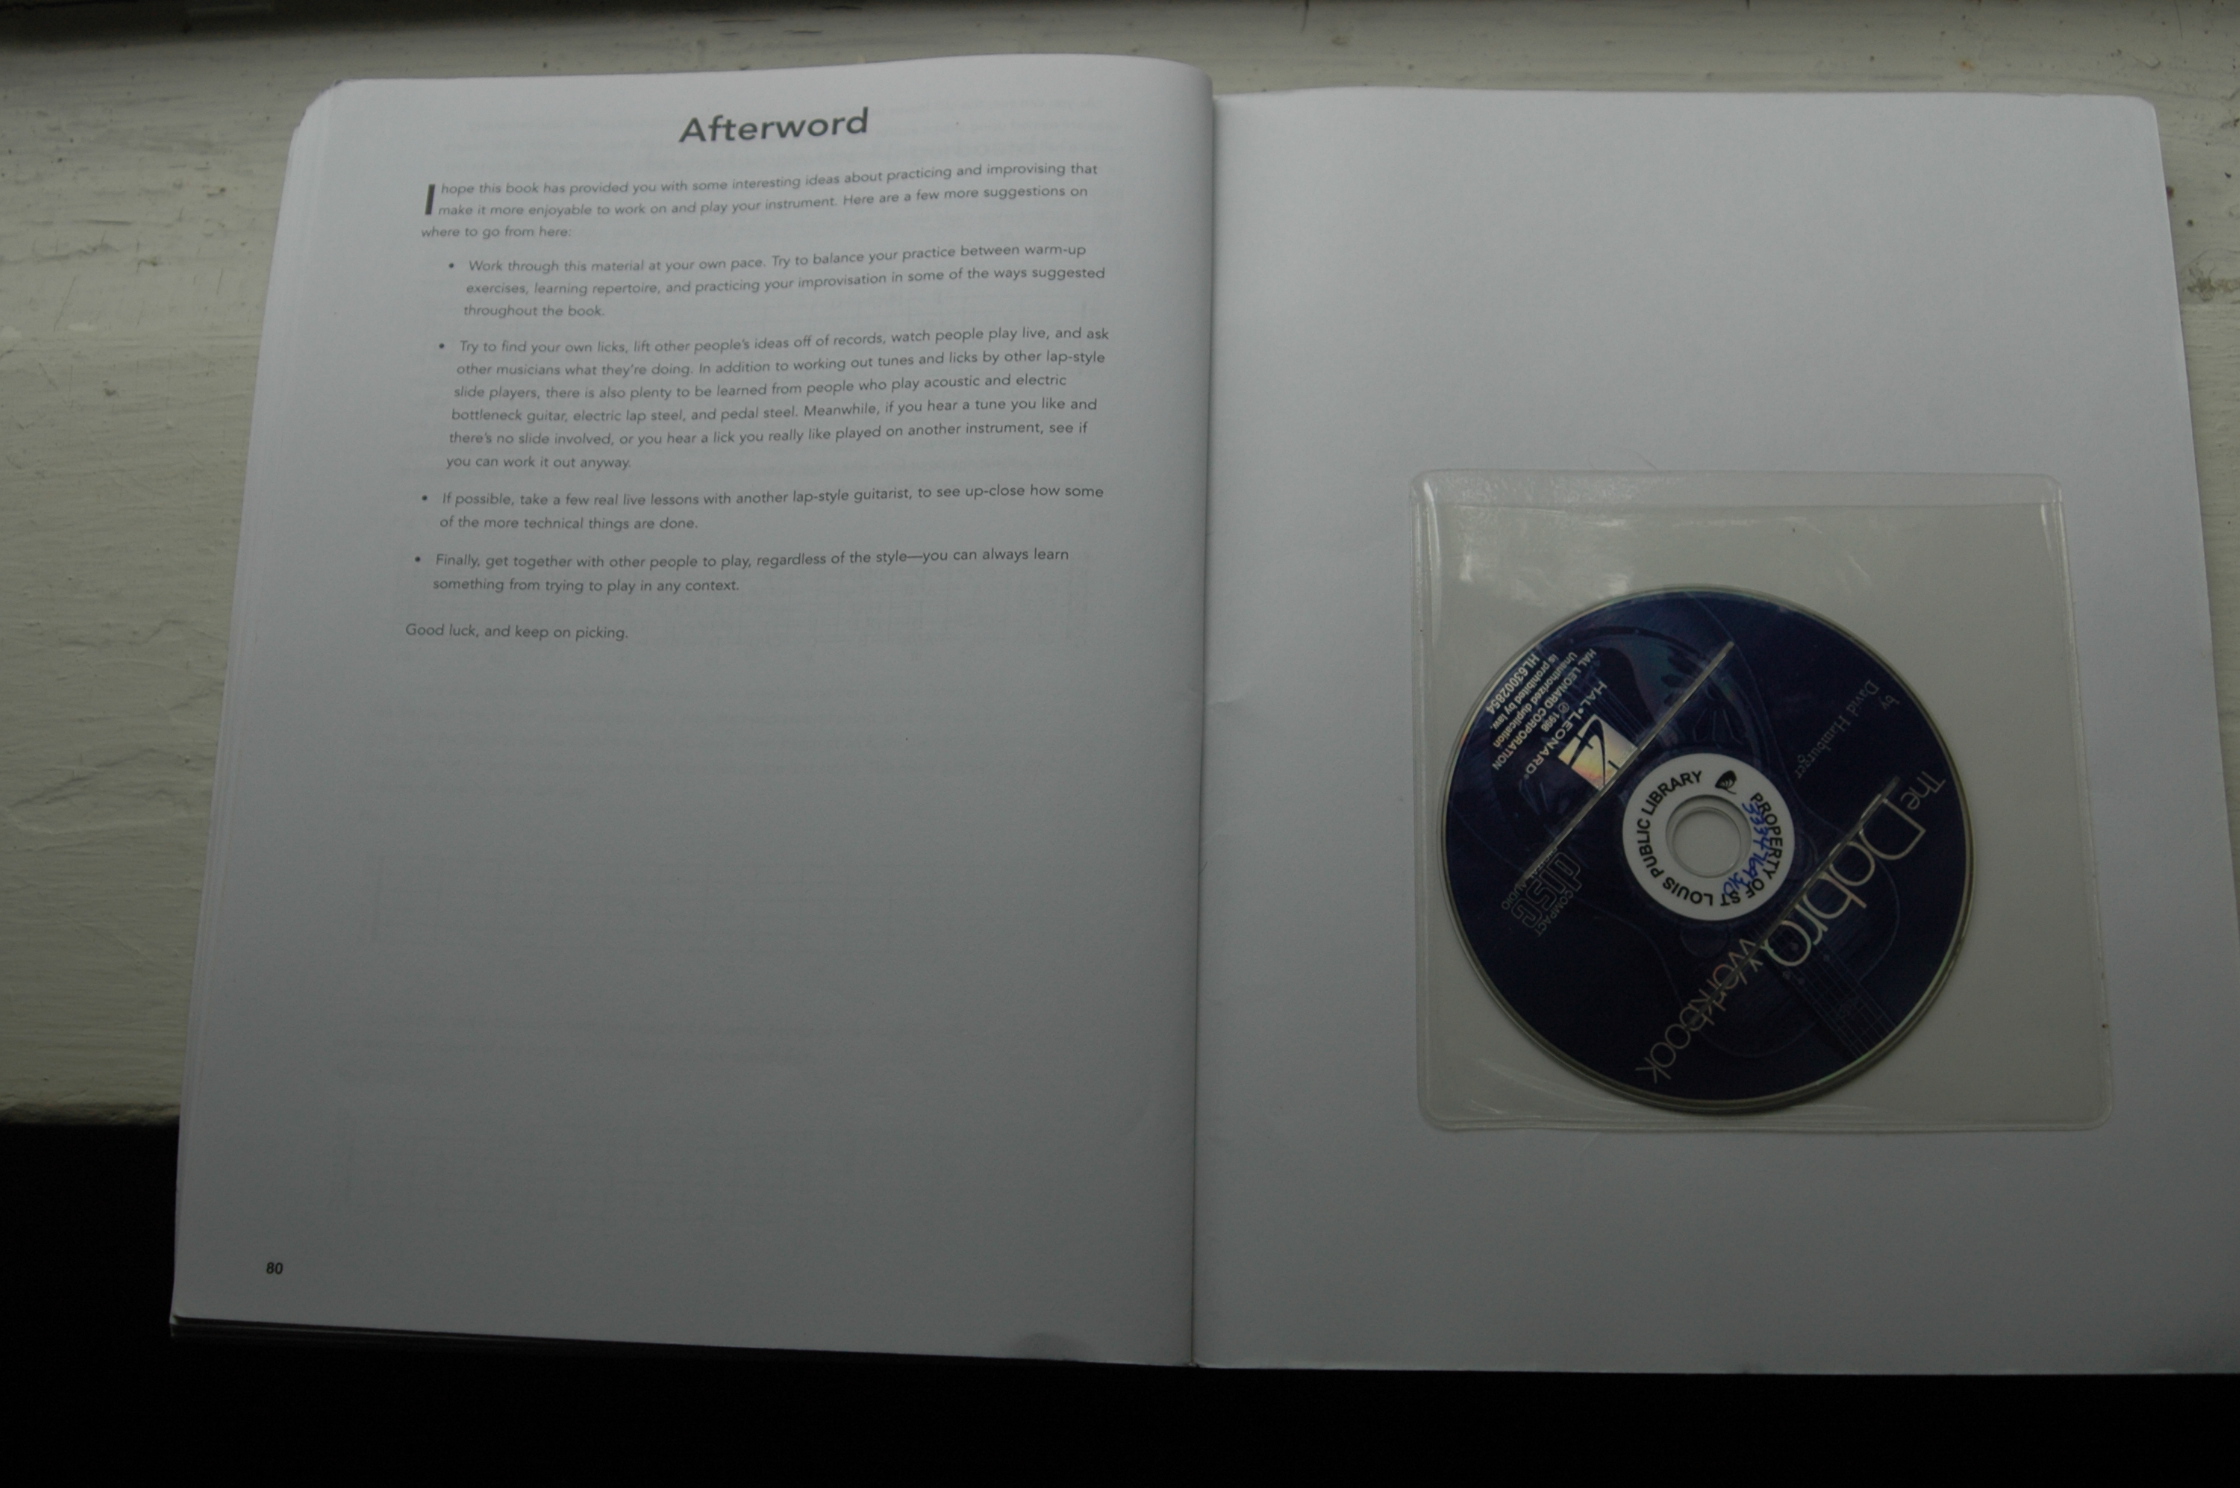 Afterword
I hope this book has provided you with some interesting ideas about practicing and improvising that
make it more enjoyable to work on and play your instrument. Here are a few more suggestions on
where to go from here:
• Work through this material at your own pace. Try to balance your practice between warm-up
exercises, learning repertoire, and practicing your improvisation in some of the ways suggested
throughout the book.
• Try to find your own licks, lift other people's ideas off of records, watch people play live, and ask
other musicians what they're doing. In addition to working out tunes and licks by other lap-style
slide players, there is also plenty to be learned from people who play acoustic and electric
bottleneck guitar, electric lap steel, and pedal steel. Meanwhile, if you hear a tune you like and
there's no slide involved, or you hear a lick you really like played on another instrument, see if
you can work it out anyway.
• If possible, take a few real live lessons with another lap-style guitarist, to see up-close how some
of the more technical things are done.
• Finally, get together with other people to play, regardless of the style—you can always learn
something from trying to play in any context.
Good luck, and keep on picking.
80
The Dobro
Workbook
by
David Hamburger
PROPERTY OF ST LOUIS PUBLIC LIBRARY
COMPACT
disc
DIGITAL AUDIO
HAL•LEONARD®
© 1998
HAL LEONARD CORPORATION
Unauthorized duplication
is prohibited by law.
HL63002854